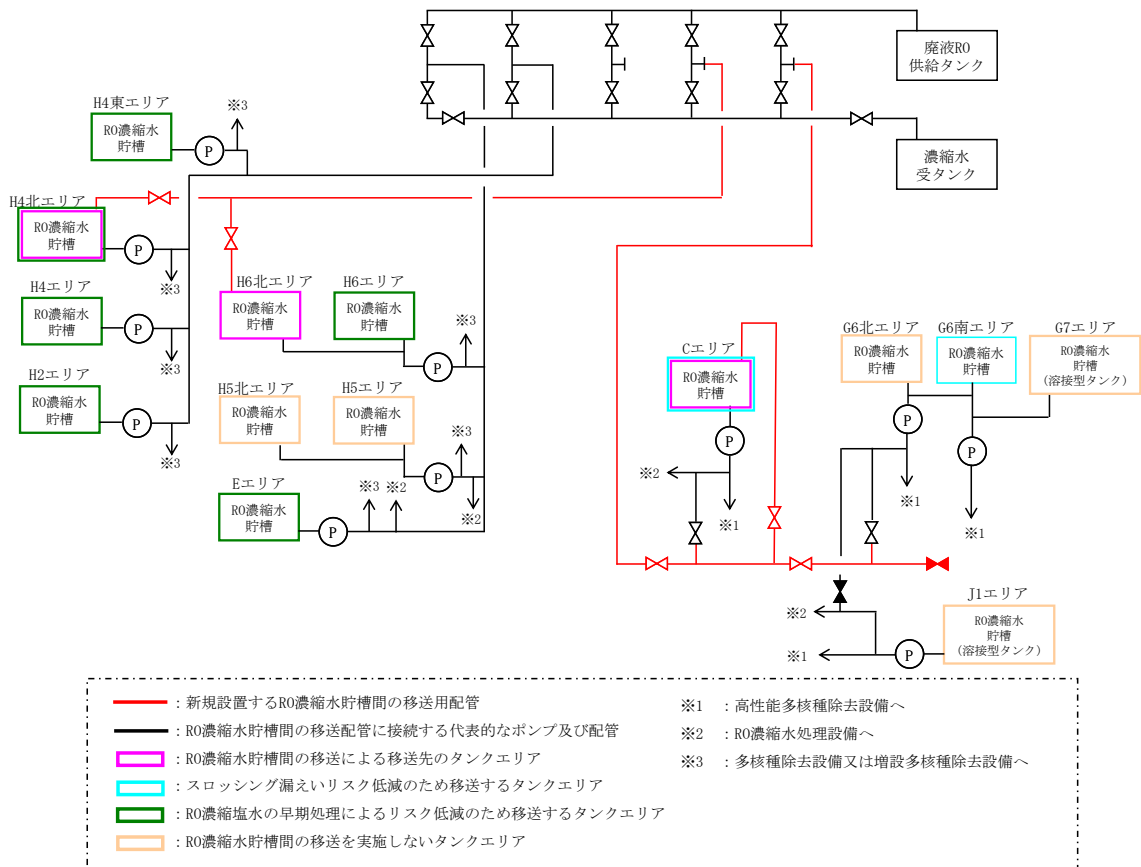 廃液RO
供給タンク
濃縮水
受タンク
H4東エリア
※3
RO濃縮水
貯槽
P
H4北エリア
RO濃縮水
貯槽
P
※3
H4エリア
RO濃縮水
貯槽
P
※3
H2エリア
RO濃縮水
貯槽
P
※3
H6北エリア
RO濃縮水
貯槽
H6エリア
RO濃縮水
貯槽
※3
P
H5北エリア
RO濃縮水
貯槽
H5エリア
RO濃縮水
貯槽
※3
P
※2
Eエリア
RO濃縮水
貯槽
P
※3
※2
Cエリア
RO濃縮水
貯槽
P
※2
※1
G6北エリア
RO濃縮水
貯槽
P
※1
G6南エリア
RO濃縮水
貯槽
P
※1
G7エリア
RO濃縮水
貯槽
(溶接型タンク)
J1エリア
RO濃縮水
貯槽
(溶接型タンク)
P
※2
※1
：新規設置するRO濃縮水貯槽間の移送用配管
：RO濃縮水貯槽間の移送配管に接続する代表的なポンプ及び配管
：RO濃縮水貯槽間の移送による移送先のタンクエリア
：スロッシング漏えいリスク低減のため移送するタンクエリア
：RO濃縮塩水の早期処理によるリスク低減のため移送するタンクエリア
：RO濃縮水貯槽間の移送を実施しないタンクエリア
※1　：高性能多核種除去設備へ
※2　：RO濃縮水処理設備へ
※3　：多核種除去設備又は増設多核種除去設備へ